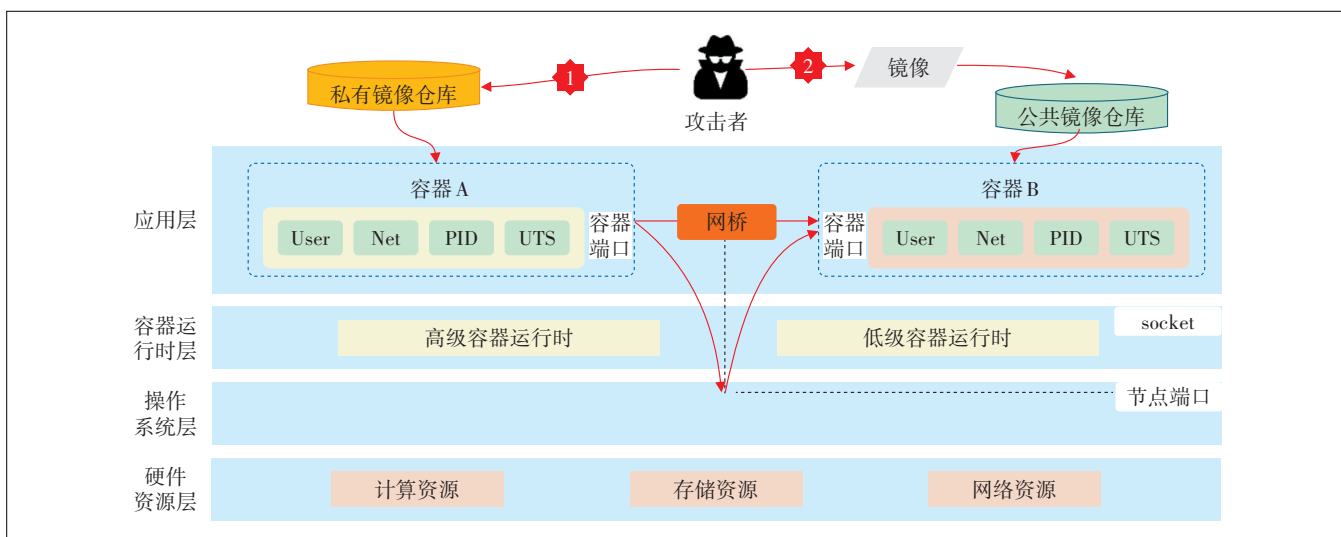 1
2
镜像
私有镜像仓库
攻击者
公共镜像仓库
应用层
容器A
User
Net
PID
UTS
容器
端口
网桥
容器B
容器
端口
User
Net
PID
UTS
容器运
行时层
高级容器运行时
低级容器运行时
socket
操作
系统层
节点端口
硬件
资源层
计算资源
存储资源
网络资源